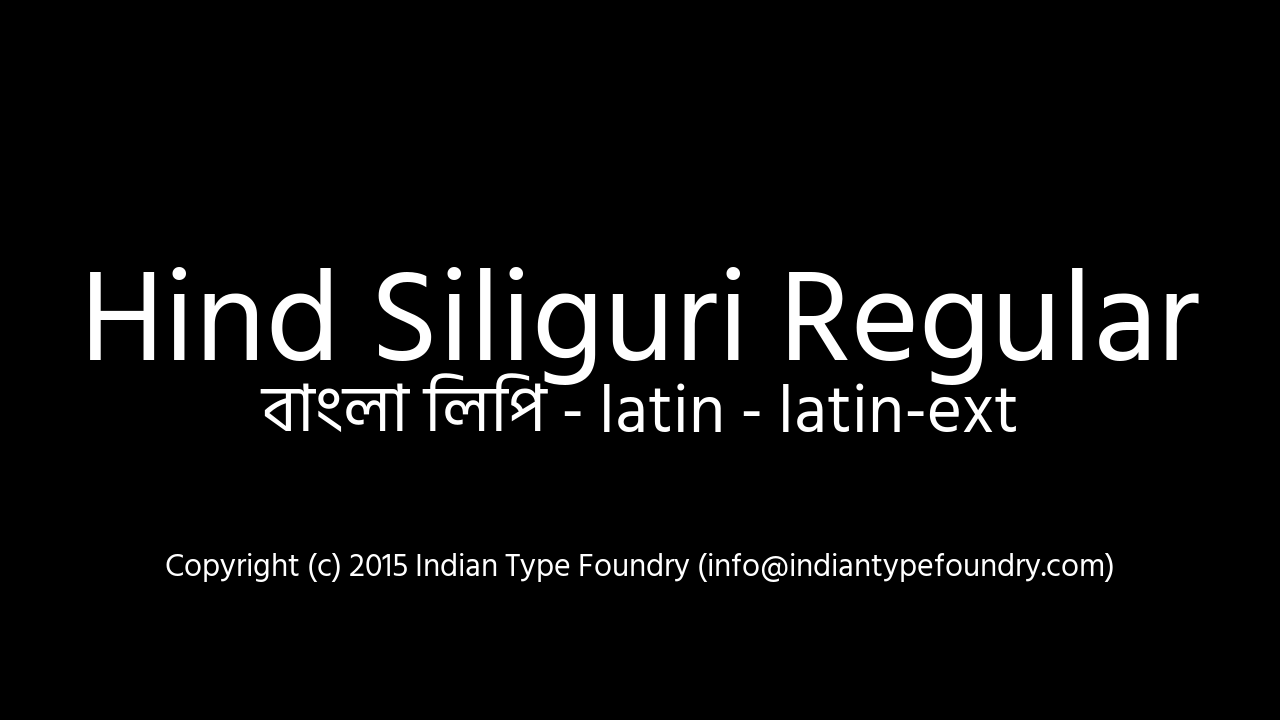 Hind Siliguri Regular
বাংলা লিপি - latin - latin-ext
Copyright (c) 2015 Indian Type Foundry (info@indiantypefoundry.com)